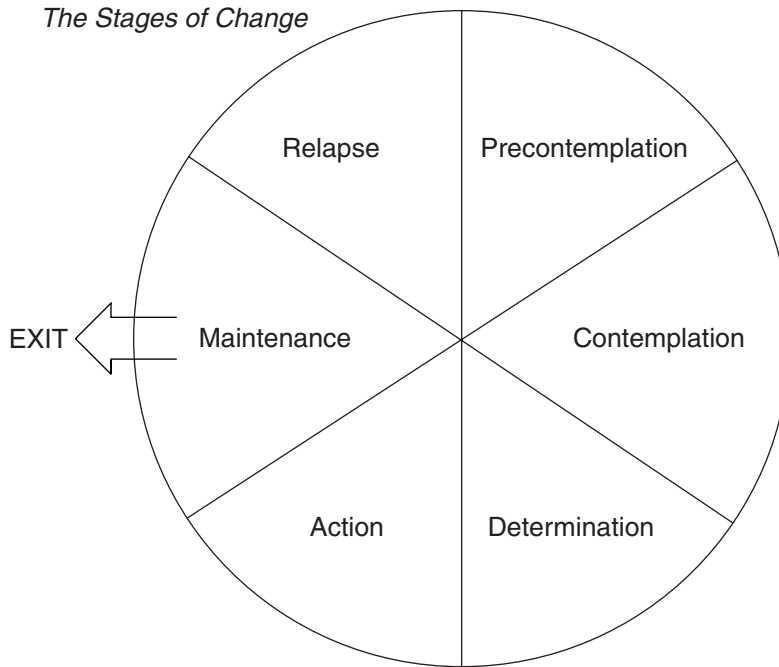 The Stages of Change
Relapse
Precontemplation
EXIT
Maintenance
Contemplation
Action
Determination